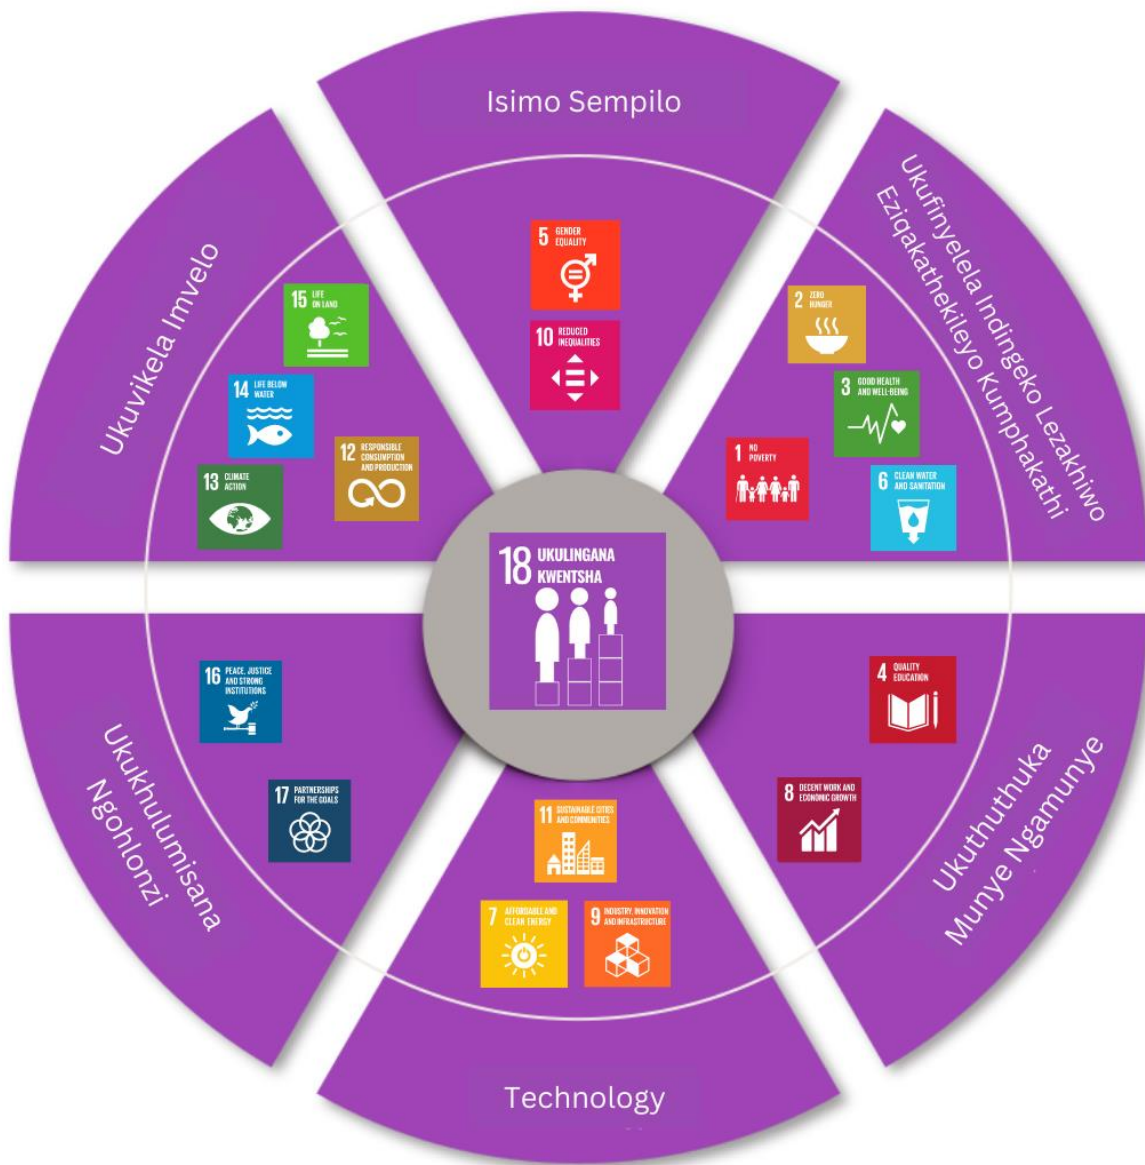 Isimo Sempilo
5 GENDER
EQUALITY
10 REDUCED
INEQUALITIES
Ukufinyelela Indingeko Lezakhiwo
Eziqakathekileyo Kumphakathi
2 ZERO
HUNGER
3 GOOD HEALTH
AND WELL-BEING
1 NO
POVERTY
6 CLEAN WATER
AND SANITATION
4 QUALITY
EDUCATION
8 DECENT WORK AND
ECONOMIC GROWTH
Ukuthuthuka
Munye Ngamunye
11 SUSTAINABLE CITIES
AND COMMUNITIES
7 AFFORDABLE AND
CLEAN ENERGY
9 INDUSTRY, INNOVATION
AND INFRASTRUCTURE
Technology
16 PEACE, JUSTICE
AND STRONG
INSTITUTIONS
17 PARTNERSHIPS
FOR THE GOALS
Ukukhulumisana
Ngohlonzi
Ukuvikela Imvelo
15 LIFE
ON LAND
14 LIFE BELOW
WATER
13 CLIMATE
ACTION
12 RESPONSIBLE
CONSUMPTION
AND PRODUCTION
18 UKULINGANA
KWENTSHA